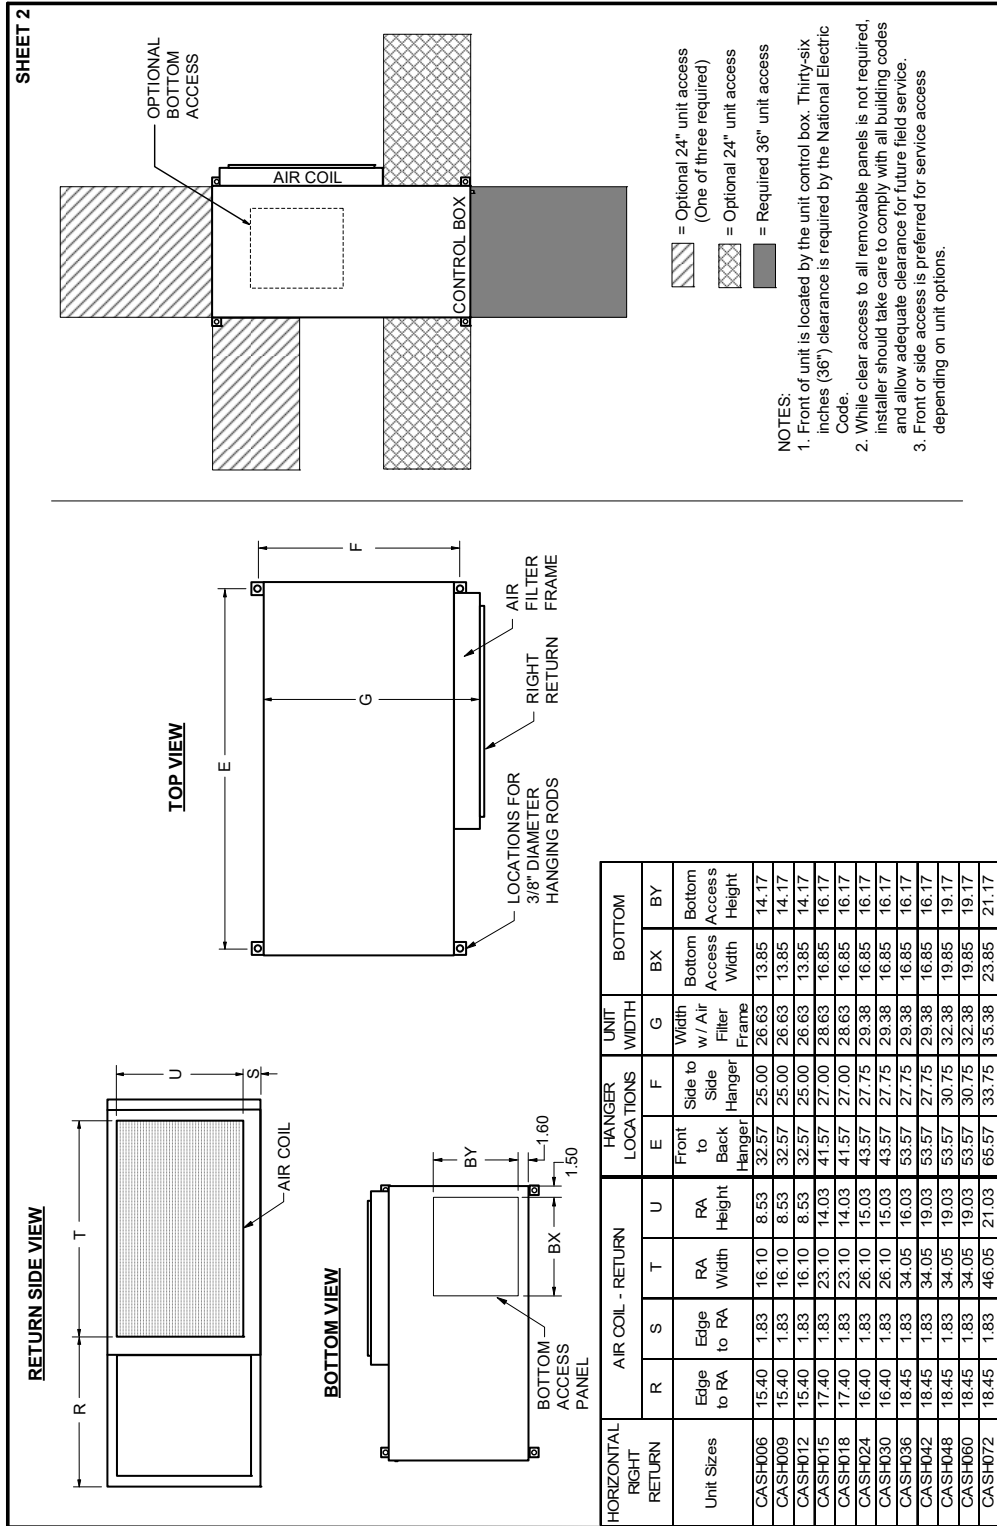 SHEET 2
RETURN SIDE VIEW
R
T
U
S
AIR COIL
BOTTOM VIEW
BY
1.60
1.50
BX
BOTTOM
ACCESS
PANEL
TOP VIEW
E
F
G
LOCATIONS FOR
3/8" DIAMETER
HANGING RODS
RIGHT
RETURN
AIR
FILTER
FRAME
OPTIONAL
BOTTOM
ACCESS
AIR COIL
CONTROL BOX
= Optional 24" unit access
(One of three required)
= Optional 24" unit access
= Required 36" unit access
NOTES:
1. Front of unit is located by the unit control box. Thirty-six
inches (36") clearance is required by the National Electric
Code.
2. While clear access to all removable panels is not required,
installer should take care to comply with all building codes
and allow adequate clearance for future field service.
3. Front or side access is preferred for service access
depending on unit options.
HORIZONTAL RIGHT RETURN AIR COIL - RETURN HANGER LOCATIONS UNIT WIDTH BOTTOM
R S T U E F G BX BY
Unit Sizes Edge to RA Edge to RA RA Width RA Height Front to Back Hanger Side to Side Hanger Width w/ Air Filter Frame Bottom Access Width Bottom Access Height
CASH006 15.40 1.83 16.10 8.53 32.57 25.00 26.63 13.85 14.17
CASH009 15.40 1.83 16.10 8.53 32.57 25.00 26.63 13.85 14.17
CASH012 15.40 1.83 16.10 8.53 32.57 25.00 26.63 13.85 14.17
CASH015 17.40 1.83 23.10 14.03 41.57 27.00 28.63 16.85 16.17
CASH018 17.40 1.83 23.10 14.03 41.57 27.00 28.63 16.85 16.17
CASH024 16.40 1.83 26.10 15.03 43.57 27.75 29.38 16.85 16.17
CASH030 16.40 1.83 26.10 15.03 43.57 27.75 29.38 16.85 16.17
CASH036 18.45 1.83 34.05 16.03 53.57 27.75 29.38 16.85 16.17
CASH042 18.45 1.83 34.05 19.03 53.57 27.75 29.38 16.85 16.17
CASH048 18.45 1.83 34.05 19.03 53.57 30.75 32.38 19.85 19.17
CASH060 18.45 1.83 34.05 19.03 53.57 30.75 32.38 19.85 19.17
CASH072 18.45 1.83 46.05 21.03 65.57 33.75 35.38 23.85 21.17